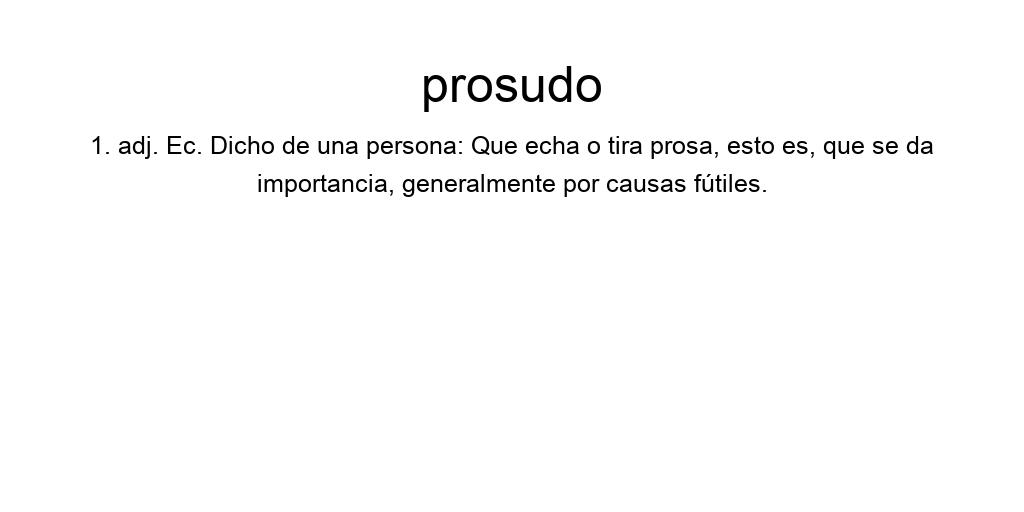 prosudo
1. adj. Ec. Dicho de una persona: Que echa o tira prosa, esto es, que se da
importancia, generalmente por causas fútiles.